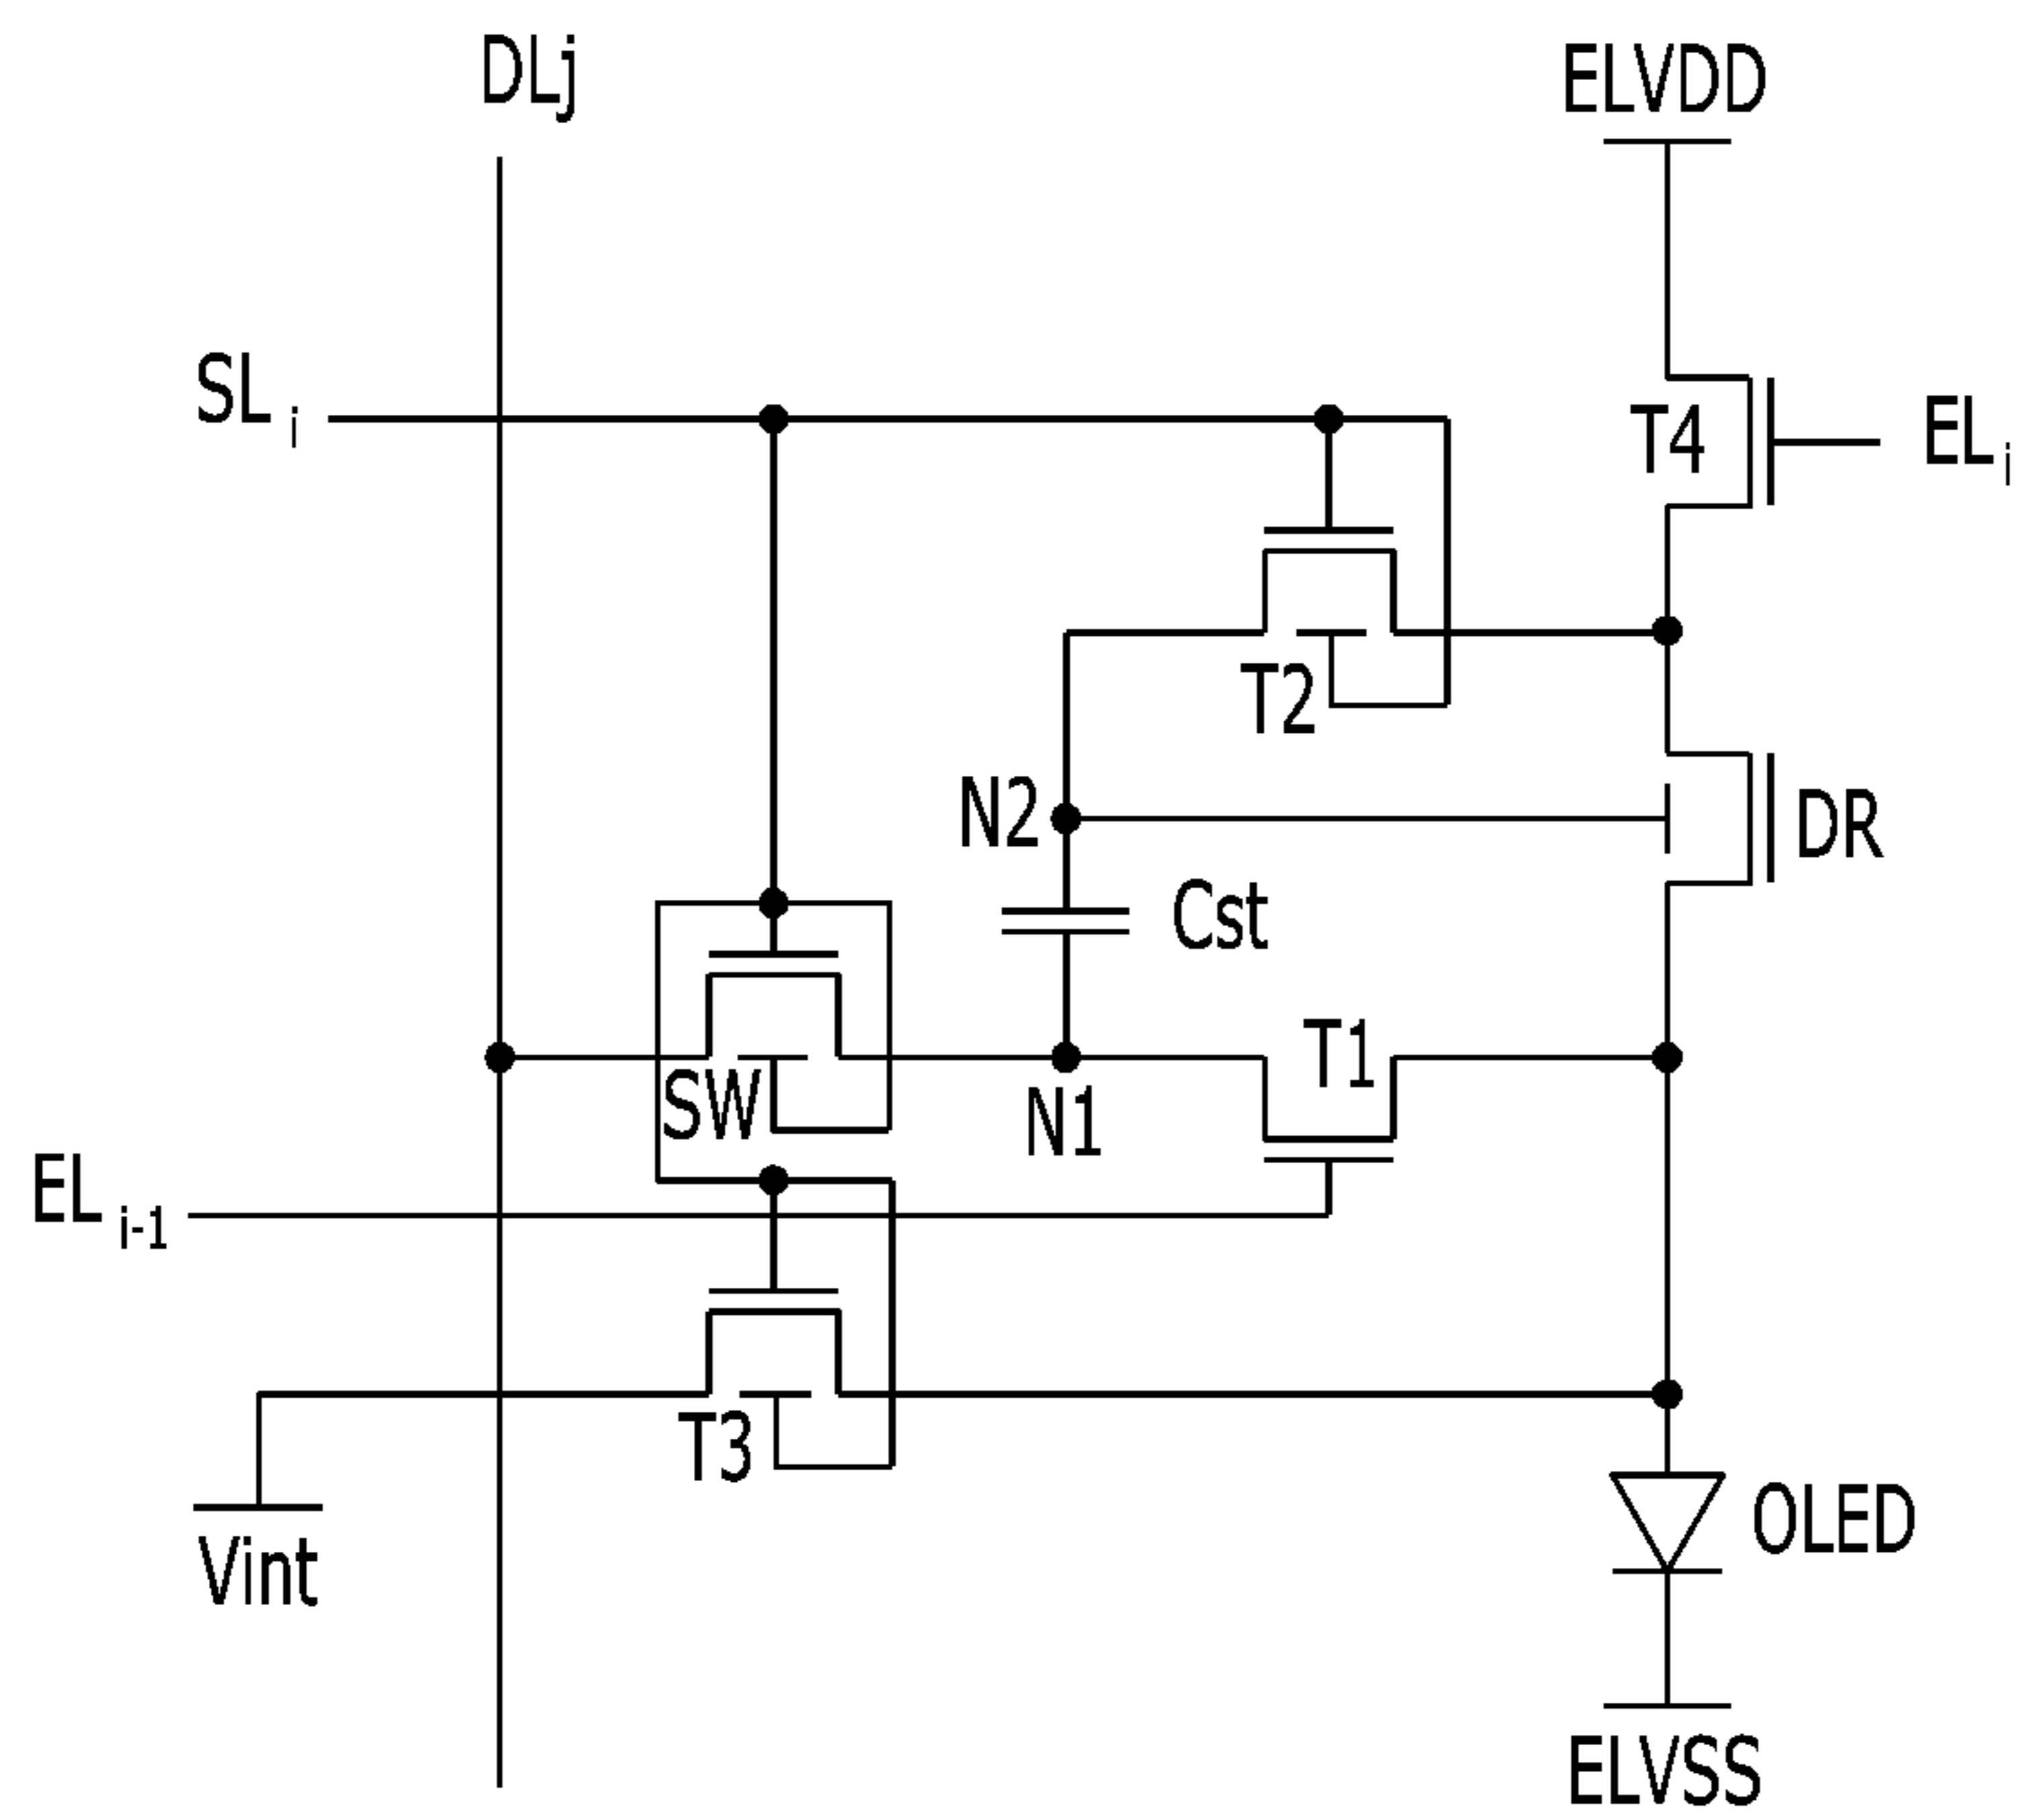 DLj
ELVDD
SL i
T4
EL i
T2
N2
DR
Cst
T1
SW
N1
EL i-1
T3
OLED
Vint
ELVSS